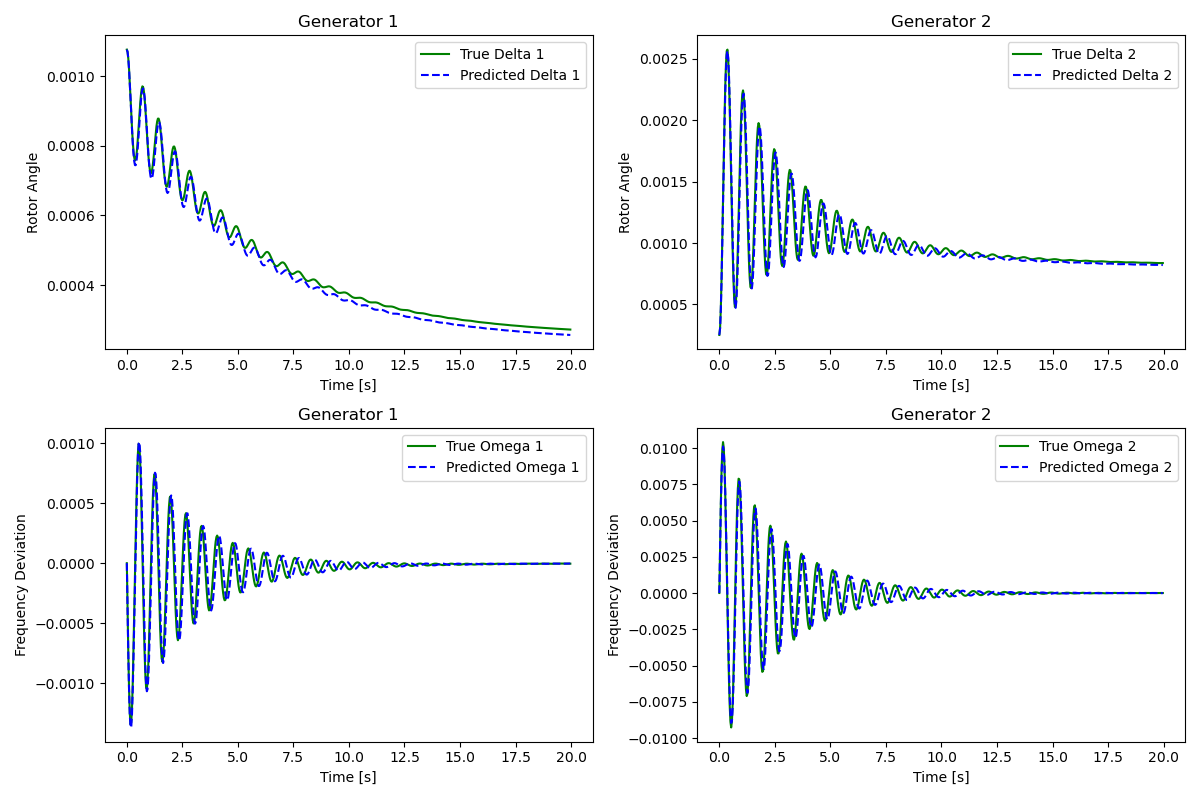 Generator 1
True Delta 1
Predicted Delta 1
0.0010
0.0008
0.0006
0.0004
Rotor Angle
0.0
2.5
5.0
7.5
10.0
12.5
15.0
17.5
20.0
Time [s]
Generator 2
True Delta 2
Predicted Delta 2
0.0025
0.0020
0.0015
0.0010
0.0005
Rotor Angle
0.0
2.5
5.0
7.5
10.0
12.5
15.0
17.5
20.0
Time [s]
Generator 1
True Omega 1
Predicted Omega 1
0.0010
0.0005
0.0000
−0.0005
−0.0010
Frequency Deviation
0.0
2.5
5.0
7.5
10.0
12.5
15.0
17.5
20.0
Time [s]
Generator 2
True Omega 2
Predicted Omega 2
0.0100
0.0075
0.0050
0.0025
0.0000
−0.0025
−0.0050
−0.0075
−0.0100
Frequency Deviation
0.0
2.5
5.0
7.5
10.0
12.5
15.0
17.5
20.0
Time [s]